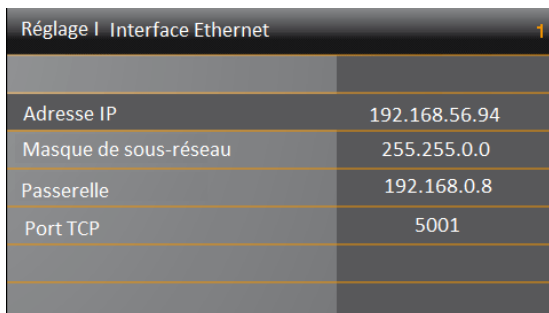 Réglage I Interface Ethernet 1
Adresse IP 192.168.56.94
Masque de sous-réseau 255.255.0.0
Passerelle 192.168.0.8
Port TCP 5001